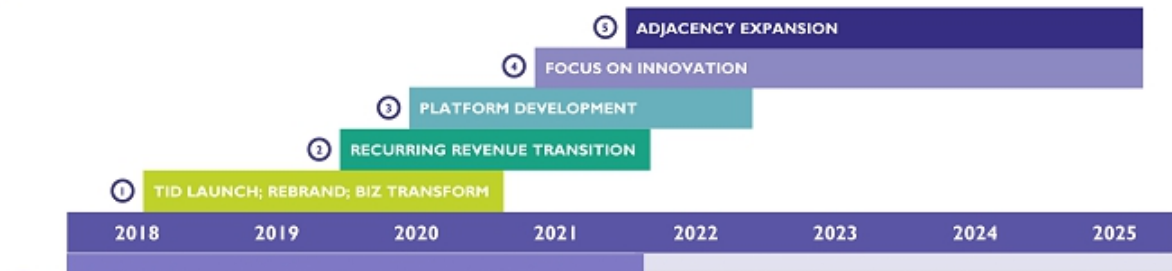 5 ADJACENCY EXPANSION
4 FOCUS ON INNOVATION
3 PLATFORM DEVELOPMENT
2 RECURRING REVENUE TRANSITION
1 TID LAUNCH; REBRAND; BIZ TRANSFORM
2018 2019 2020 2021 2022 2023 2024 2025